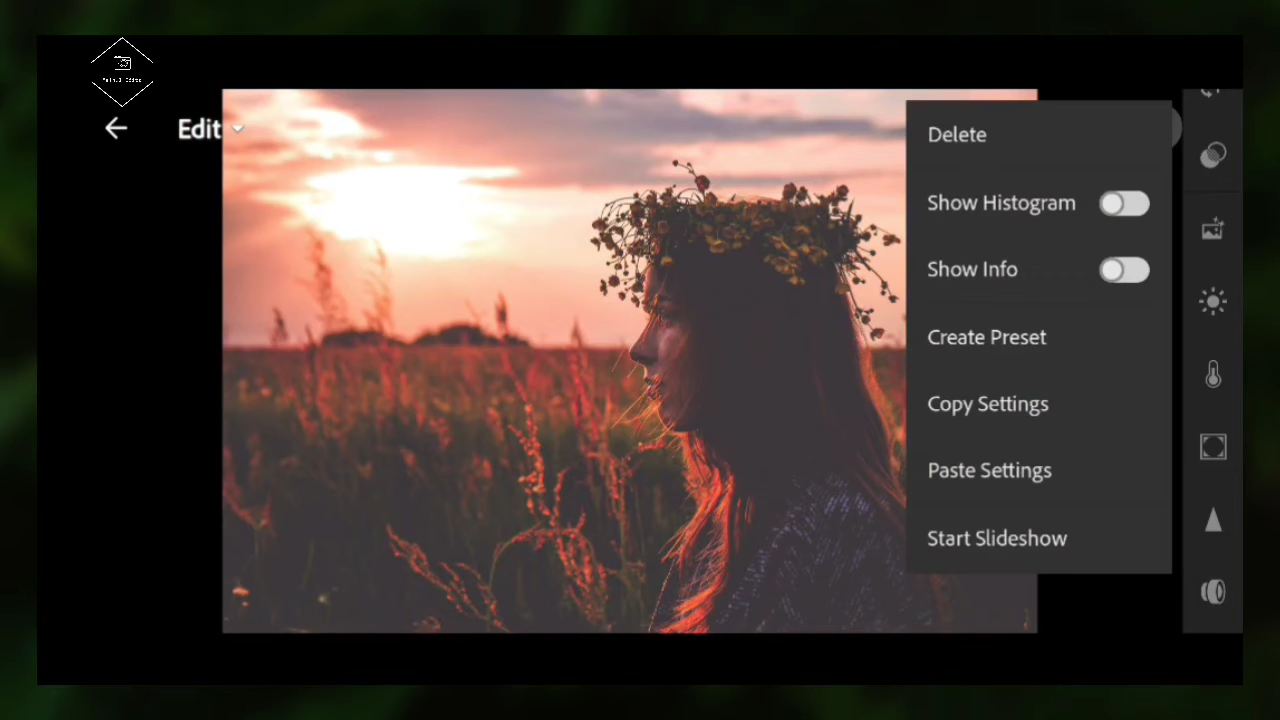 Edit
Delete
Show Histogram
Show Info
Create Preset
Copy Settings
Paste Settings
Start Slideshow